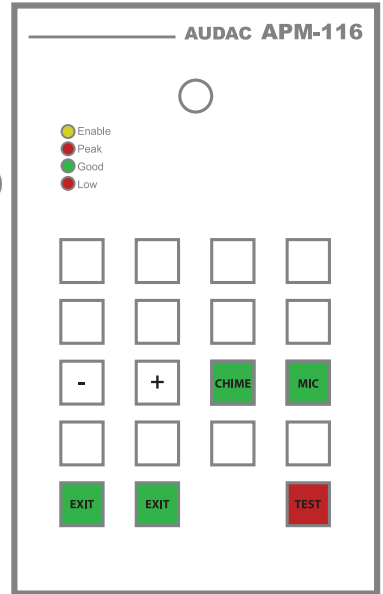 AUDAC APM-116
Enable
Peak
Good
Low
- + CHIME MIC
EXIT EXIT TEST